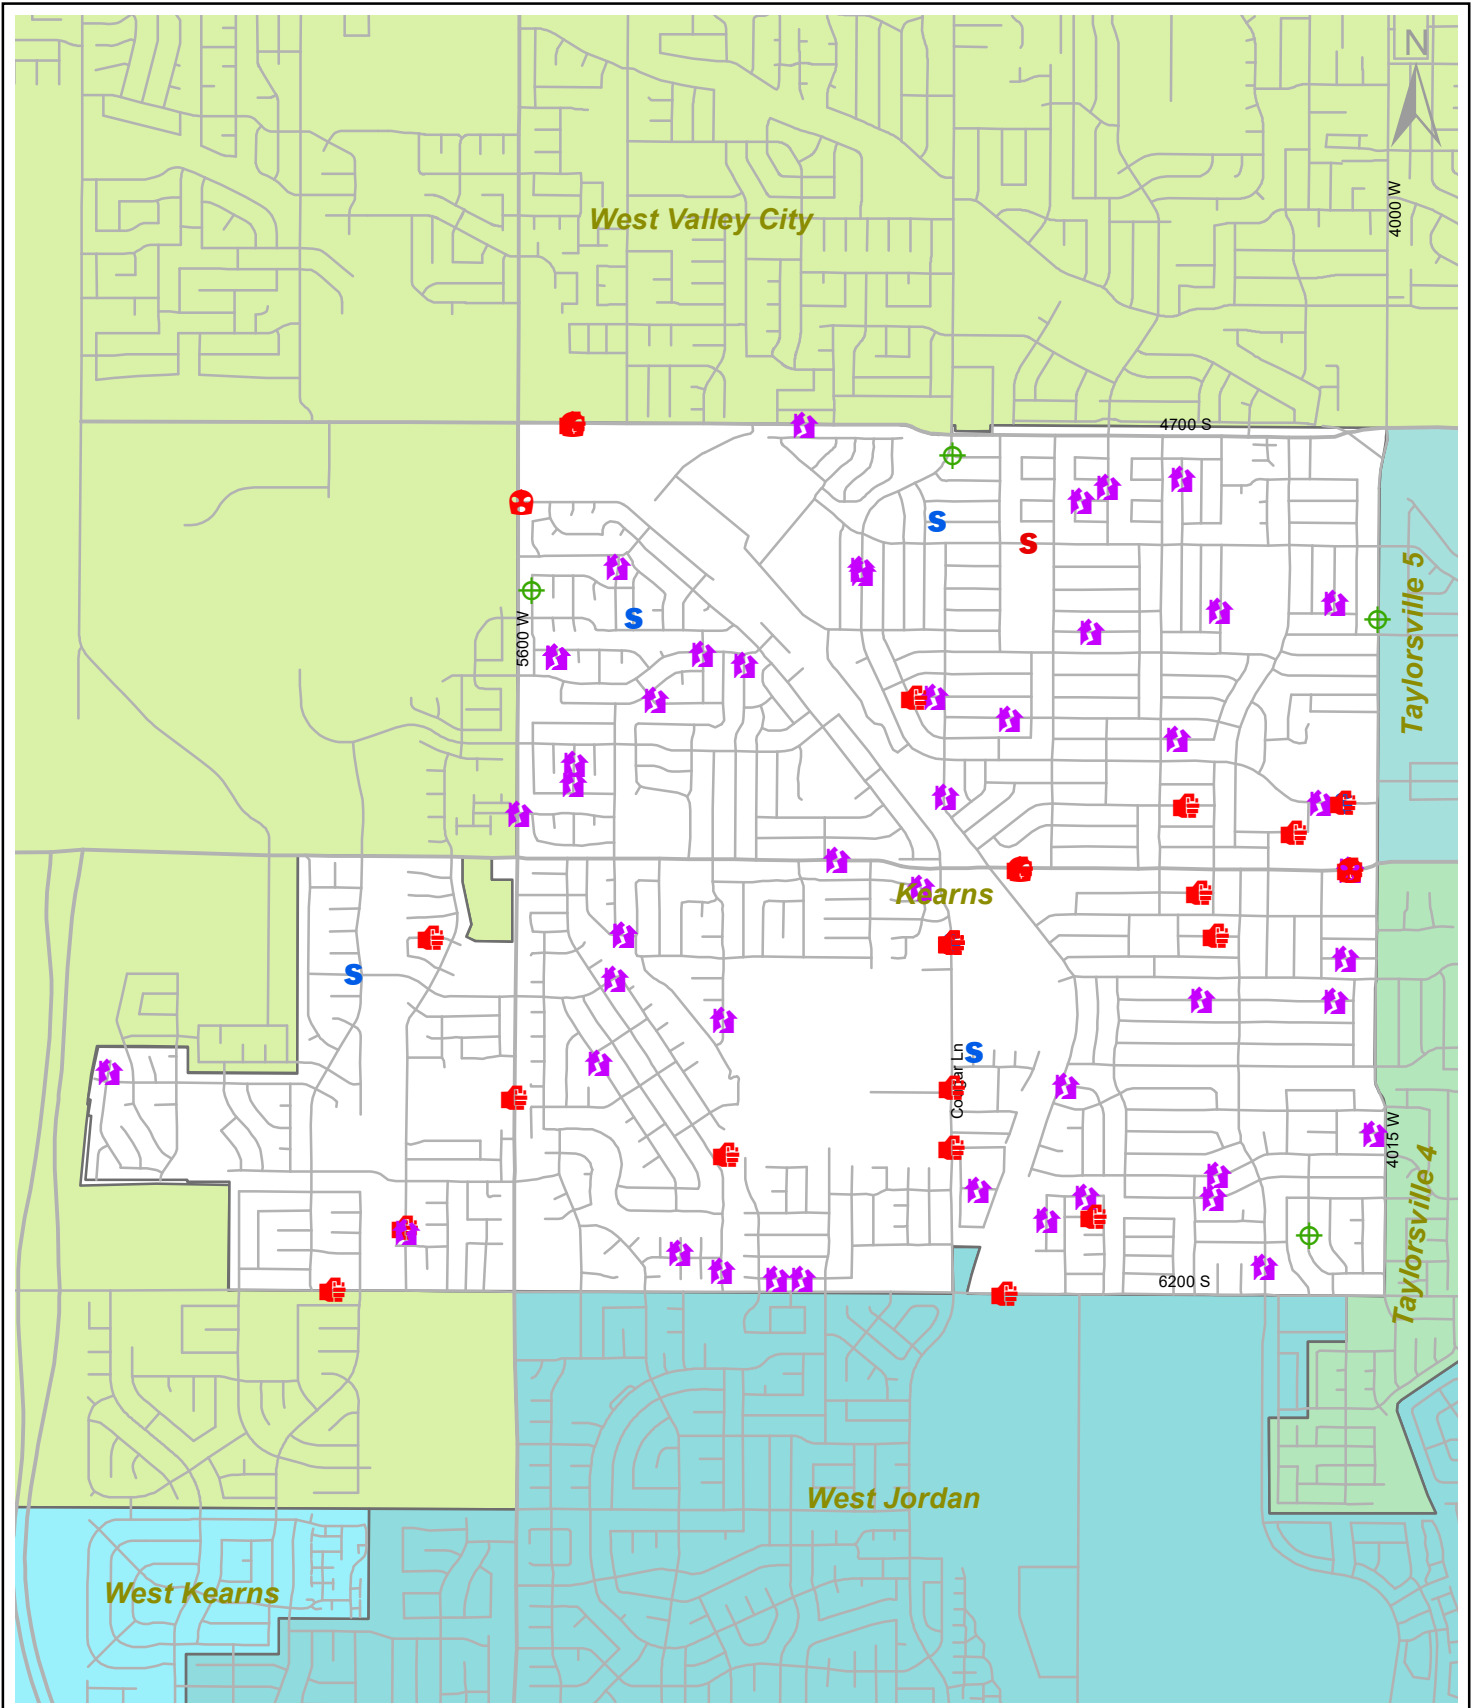 N
4000 W
West Valley City
4700 S
S
S
Taylorsville 5
5600 W
S
Kearns
S
S
Cougar Ln
4015 W
Taylorsville 4
6200 S
West Jordan
West Kearns